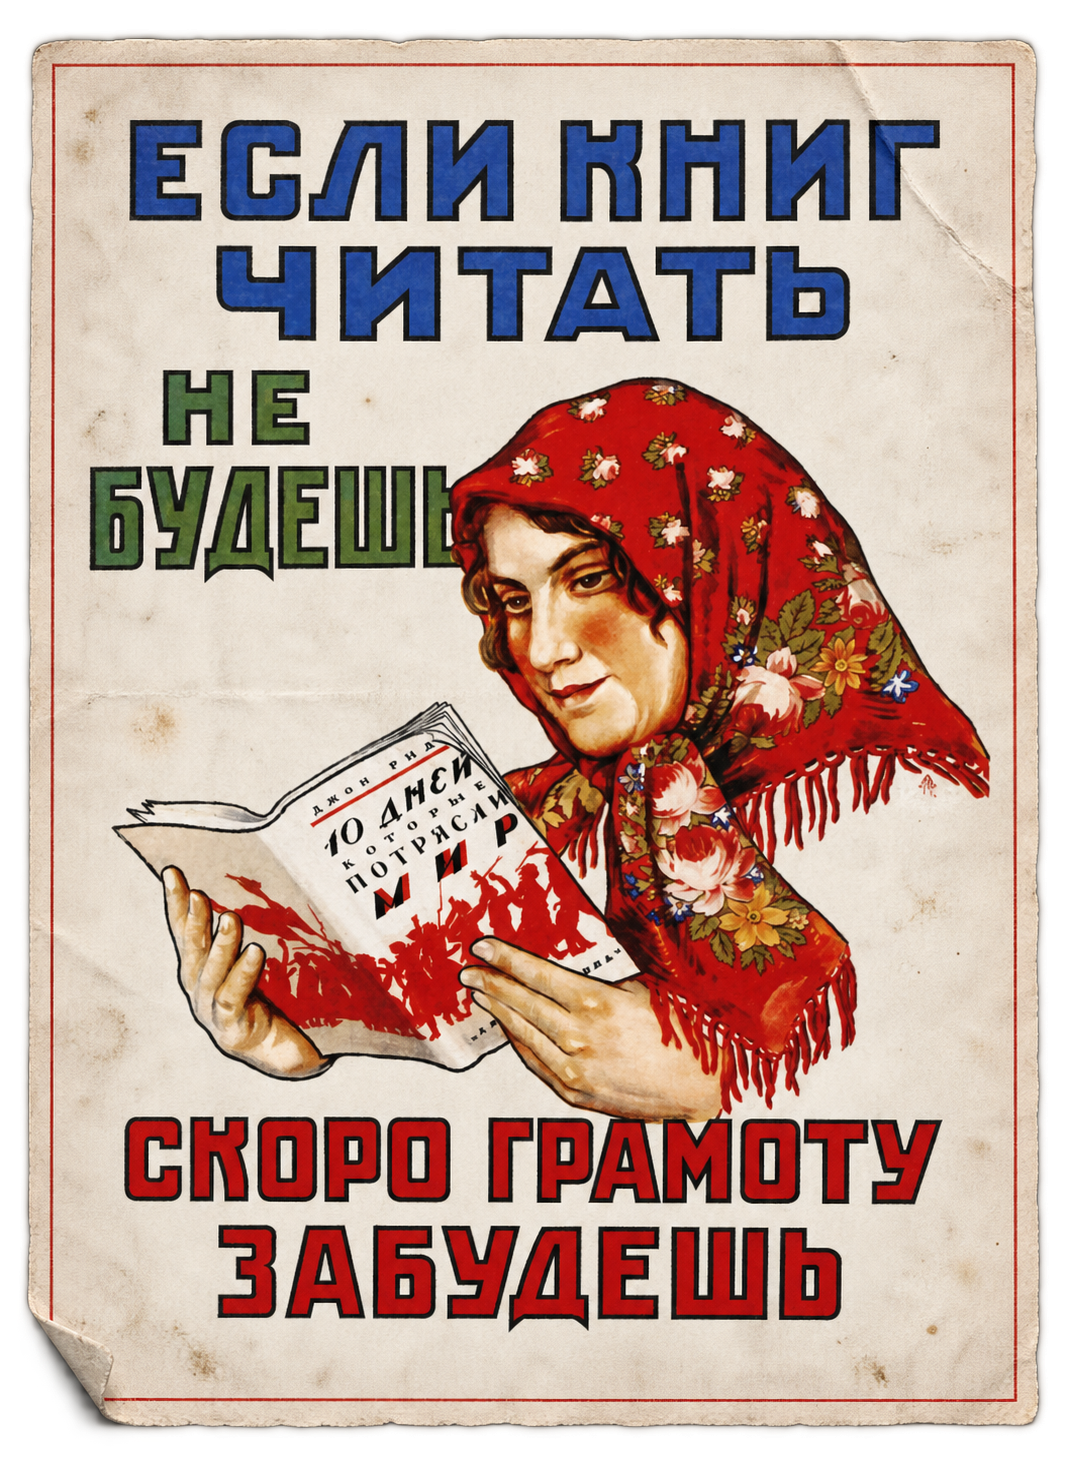 ЕСЛИ КНИГ
ЧИТАТЬ
НЕ
БУДЕШЬ
ДЖОН РИД
10 ДНЕЙ
КОТОРЫЕ
ПОТРЯСЛИ
МИР
СКОРО ГРАМОТУ
ЗАБУДЕШЬ